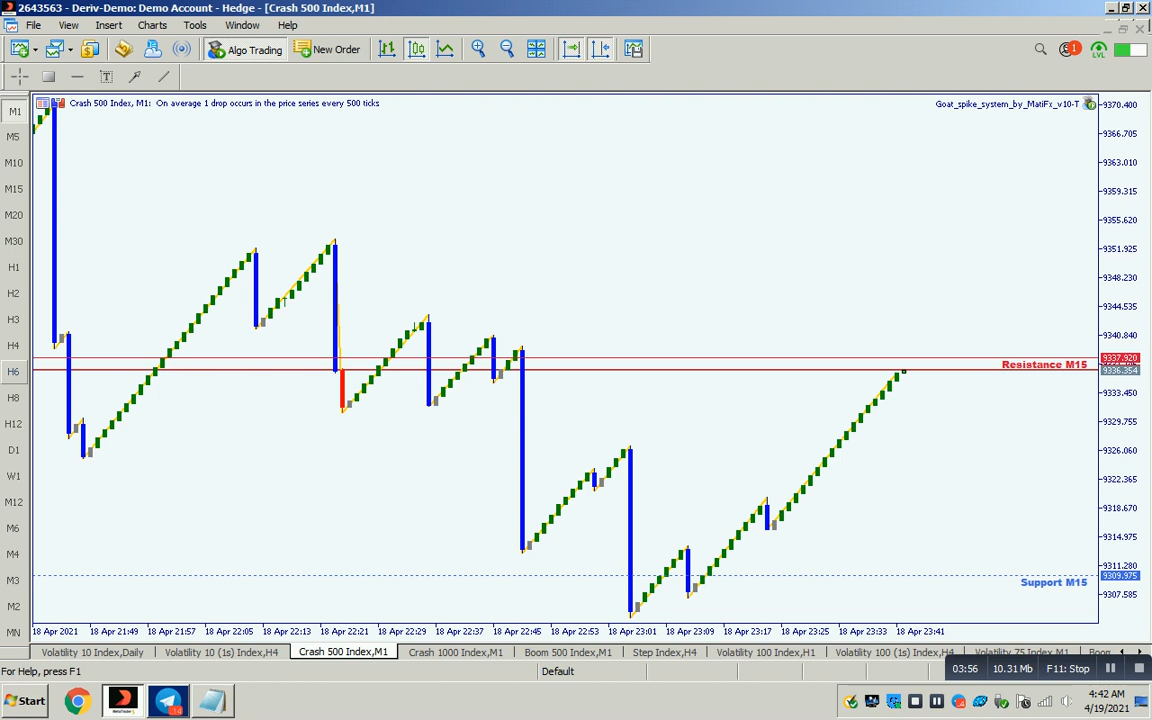 2643563 - Deriv-Demo: Demo Account - Hedge - [Crash 500 Index,M1]
File View Insert Charts Tools Window Help
Algo Trading New Order
1
LVL
T
M1
M5
M10
M15
M20
M30
H1
H2
H3
H4
H6
H8
H12
D1
W1
M12
M6
M4
M3
M2
MN
Crash 500 Index, M1: On average 1 drop occurs in the price series every 500 ticks
Goat_spike_system_by_MatiFx_v10-T
9370.400
9366.705
9363.010
9359.315
9355.620
9351.925
9348.230
9344.535
9340.840
9337.920
Resistance M15
9336.354
9333.450
9329.755
9326.060
9322.365
9318.670
9314.975
9311.280
9309.975
Support M15
9307.585
18 Apr 2021 18 Apr 21:49 18 Apr 21:57 18 Apr 22:05 18 Apr 22:13 18 Apr 22:21 18 Apr 22:29 18 Apr 22:37 18 Apr 22:45 18 Apr 22:53 18 Apr 23:01 18 Apr 23:09 18 Apr 23:17 18 Apr 23:25 18 Apr 23:33 18 Apr 23:41
Volatility 10 Index,Daily Volatility 10 (1s) Index,H4 Crash 500 Index,M1 Crash 1000 Index,M1 Boom 500 Index,M1 Step Index,H4 Volatility 100 Index,H1 Volatility 100 (1s) Index,H4 Volatility 75 Index,M1 Boom
For Help, press F1 Default
03:56 10.31 Mb F11: Stop
Start
14
4:42 AM
4/19/2021